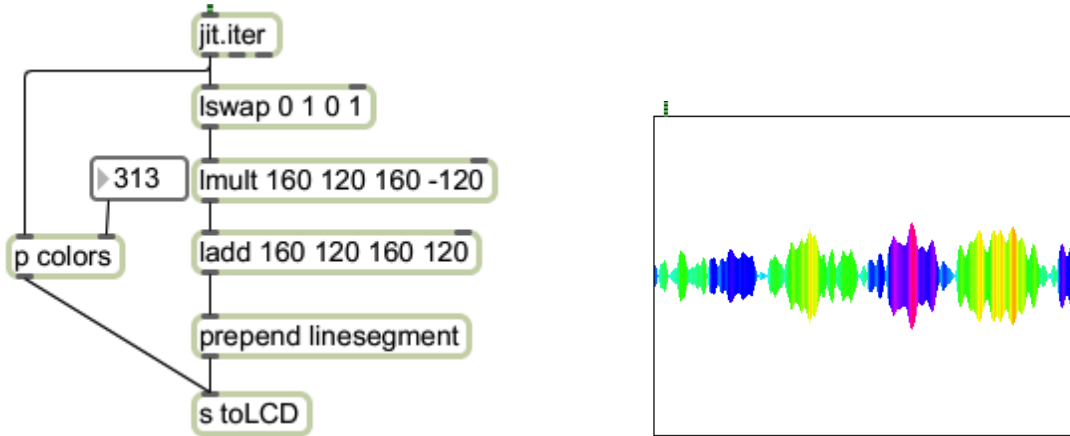 jit.iter
lswap 0 1 0 1
313
lmult 160 120 160 -120
p colors
ladd 160 120 160 120
prepend linesegment
s toLCD